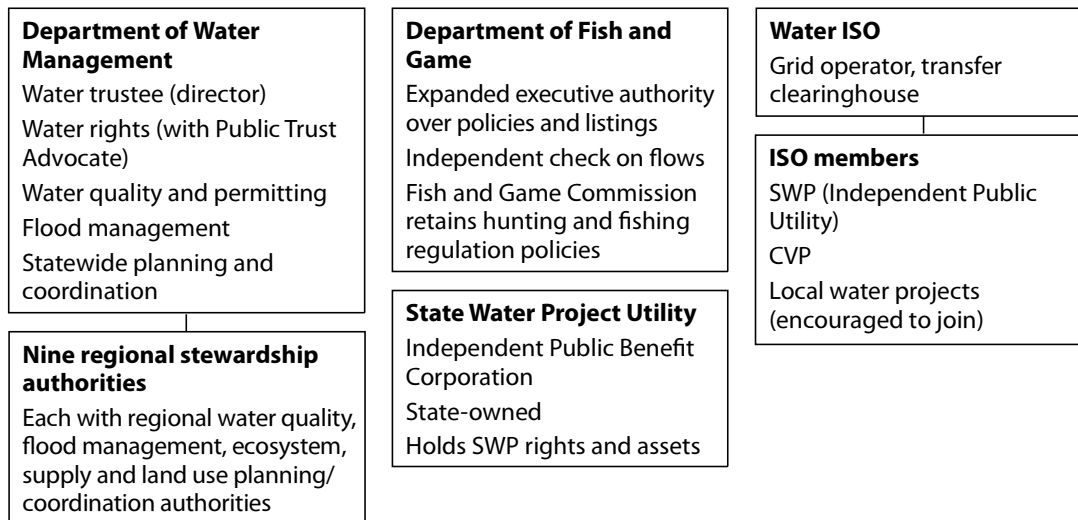 Department of Water
Management
Water trustee (director)
Water rights (with Public Trust
Advocate)
Water quality and permitting
Flood management
Statewide planning and
coordination
Nine regional stewardship
authorities
Each with regional water quality,
flood management, ecosystem,
supply and land use planning/
coordination authorities
Department of Fish and
Game
Expanded executive authority
over policies and listings
Independent check on flows
Fish and Game Commission
retains hunting and fishing
regulation policies
State Water Project Utility
Independent Public Benefit
Corporation
State-owned
Holds SWP rights and assets
Water ISO
Grid operator, transfer
clearinghouse
ISO members
SWP (Independent Public
Utility)
CVP
Local water projects
(encouraged to join)